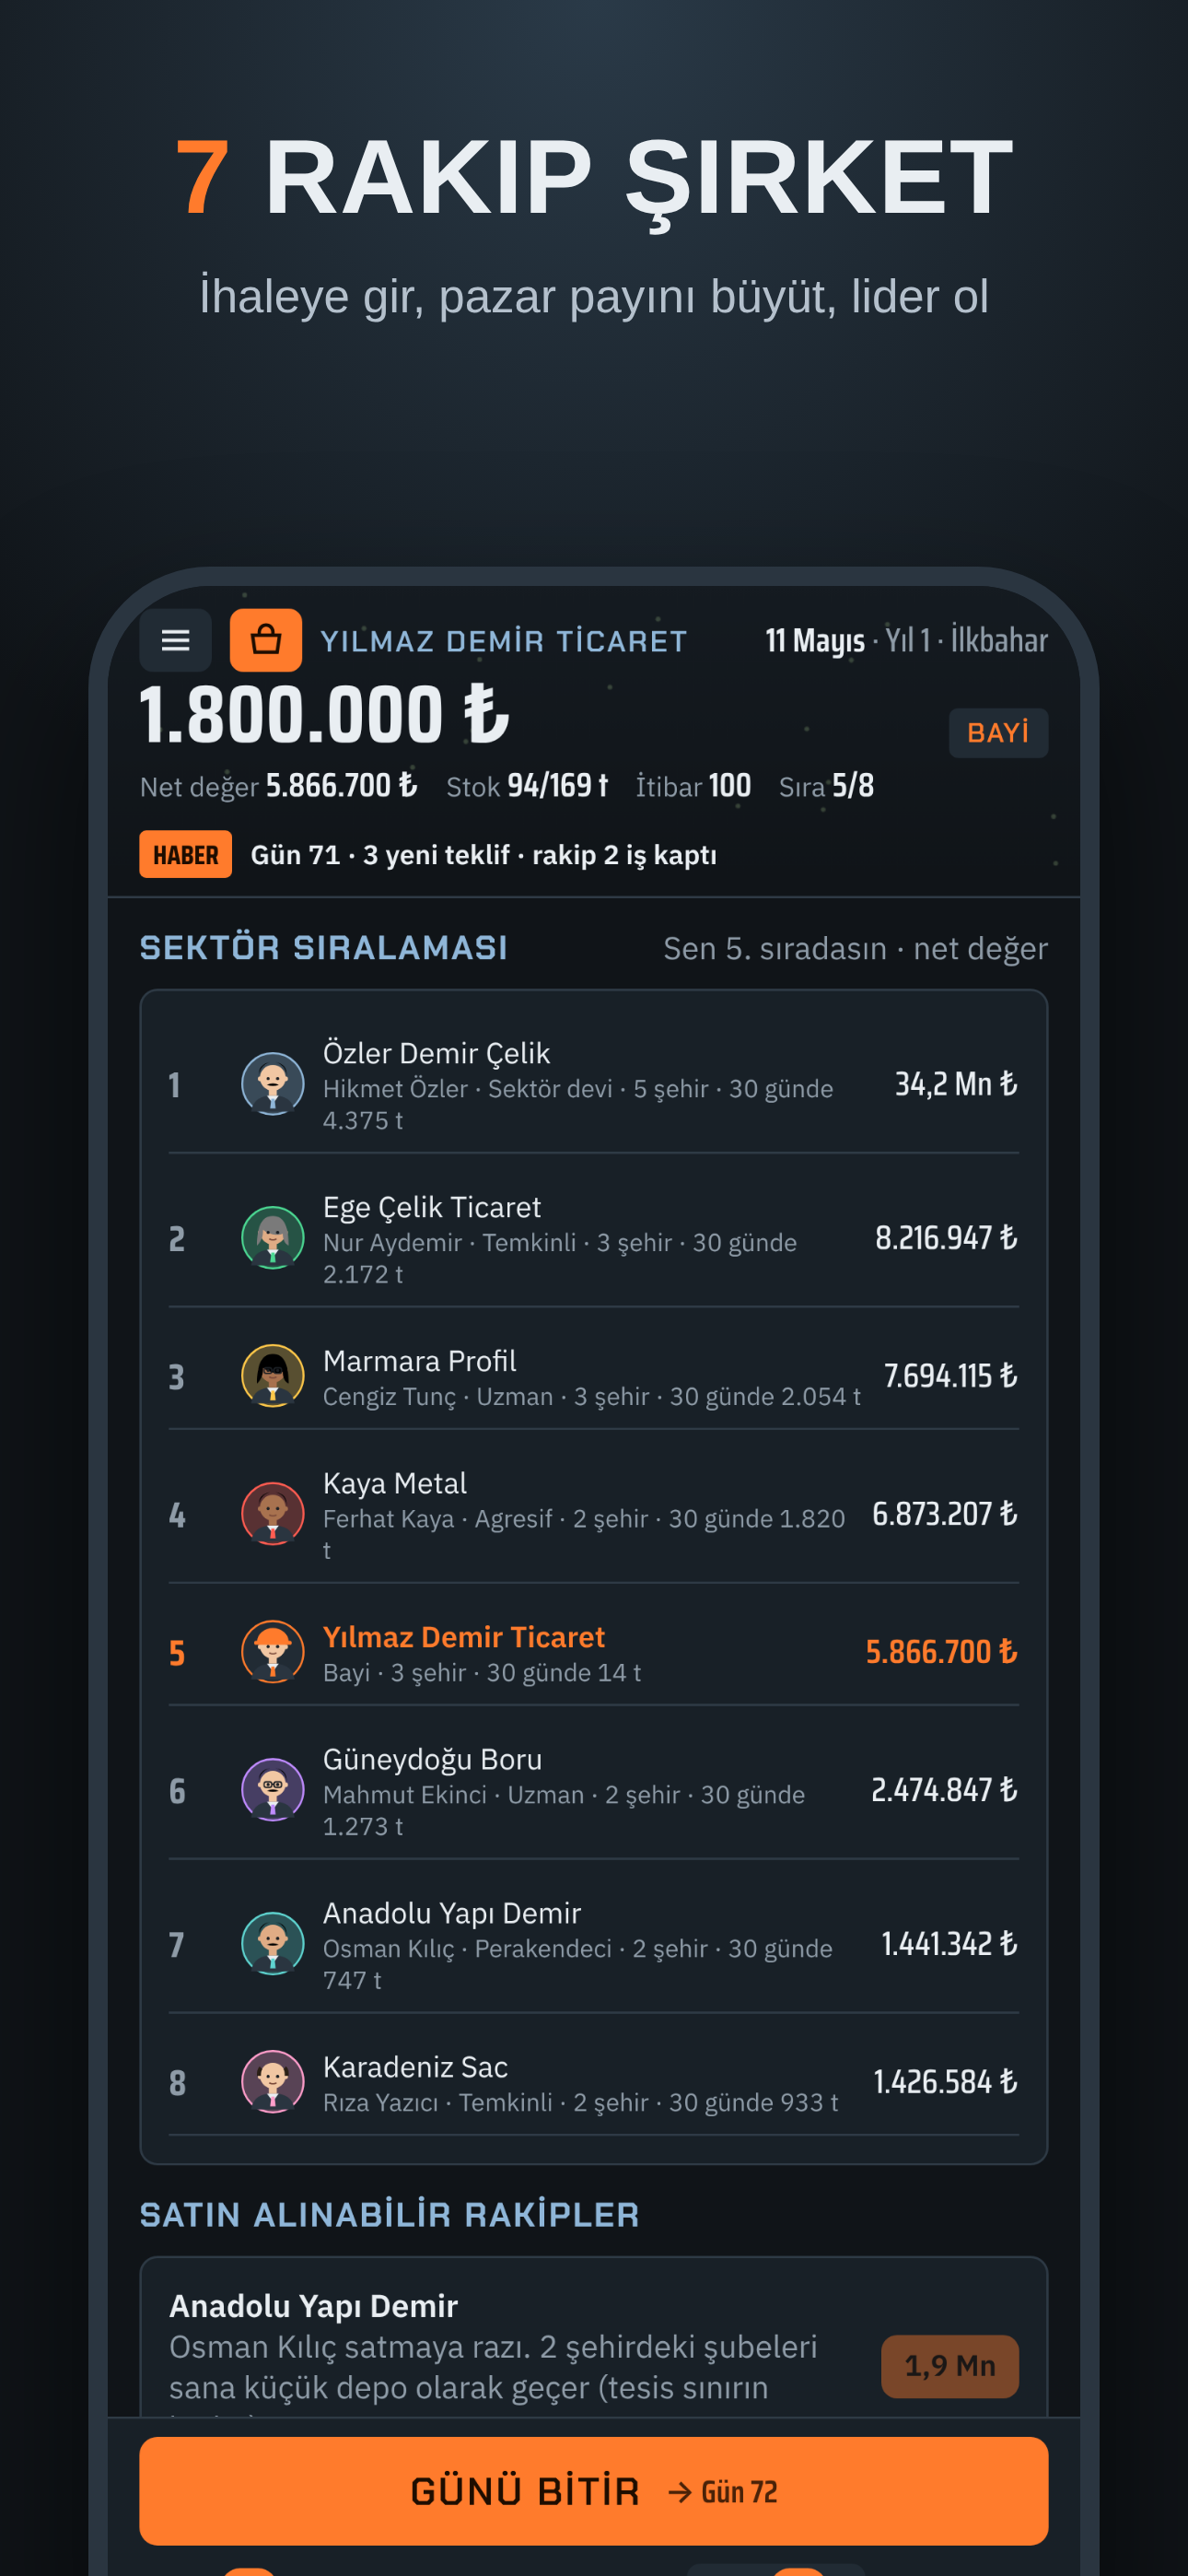 7 RAKIP ŞIRKET
İhaleye gir, pazar payını büyüt, lider ol
YILMAZ DEMİR TİCARET
11 Mayıs · Yıl 1 · İlkbahar
1.800.000 ₺
BAYİ
Net değer 5.866.700 ₺ Stok 94/169 t İtibar 100 Sıra 5/8
HABER Gün 71 · 3 yeni teklif · rakip 2 iş kaptı
SEKTÖR SIRALAMASI
Sen 5. sıradasın · net değer
1
Özler Demir Çelik
Hikmet Özler · Sektör devi · 5 şehir · 30 günde
4.375 t
34,2 Mn ₺
2
Ege Çelik Ticaret
Nur Aydemir · Temkinli · 3 şehir · 30 günde
2.172 t
8.216.947 ₺
3
Marmara Profil
Cengiz Tunç · Uzman · 3 şehir · 30 günde 2.054 t
7.694.115 ₺
4
Kaya Metal
Ferhat Kaya · Agresif · 2 şehir · 30 günde 1.820
t
6.873.207 ₺
5
Yılmaz Demir Ticaret
Bayi · 3 şehir · 30 günde 14 t
5.866.700 ₺
6
Güneydoğu Boru
Mahmut Ekinci · Uzman · 2 şehir · 30 günde
1.273 t
2.474.847 ₺
7
Anadolu Yapı Demir
Osman Kılıç · Perakendeci · 2 şehir · 30 günde
747 t
1.441.342 ₺
8
Karadeniz Sac
Rıza Yazıcı · Temkinli · 2 şehir · 30 günde 933 t
1.426.584 ₺
SATIN ALINABİLİR RAKİPLER
Anadolu Yapı Demir
Osman Kılıç satmaya razı. 2 şehirdeki şubeleri
sana küçük depo olarak geçer (tesis sınırın
1,9 Mn
GÜNÜ BİTİR → Gün 72